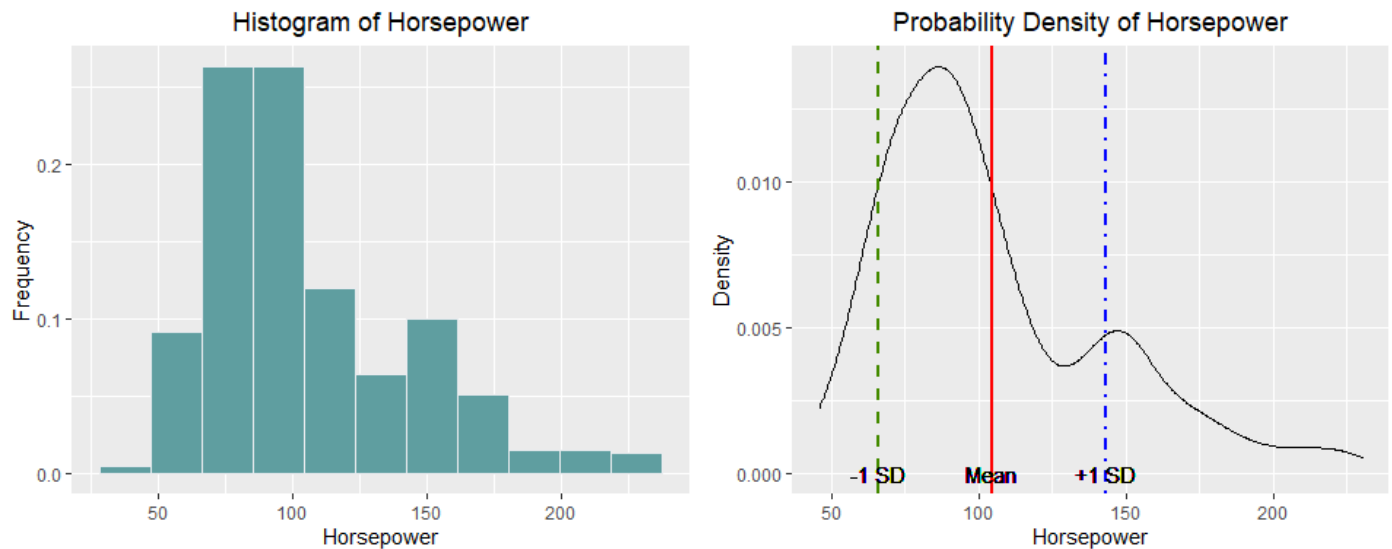 Histogram of Horsepower
Frequency
0.2
0.1
0.0
50 100 150 200
Horsepower
Probability Density of Horsepower
Density
0.010
0.005
0.000
-1 SD Mean +1 SD
50 100 150 200
Horsepower